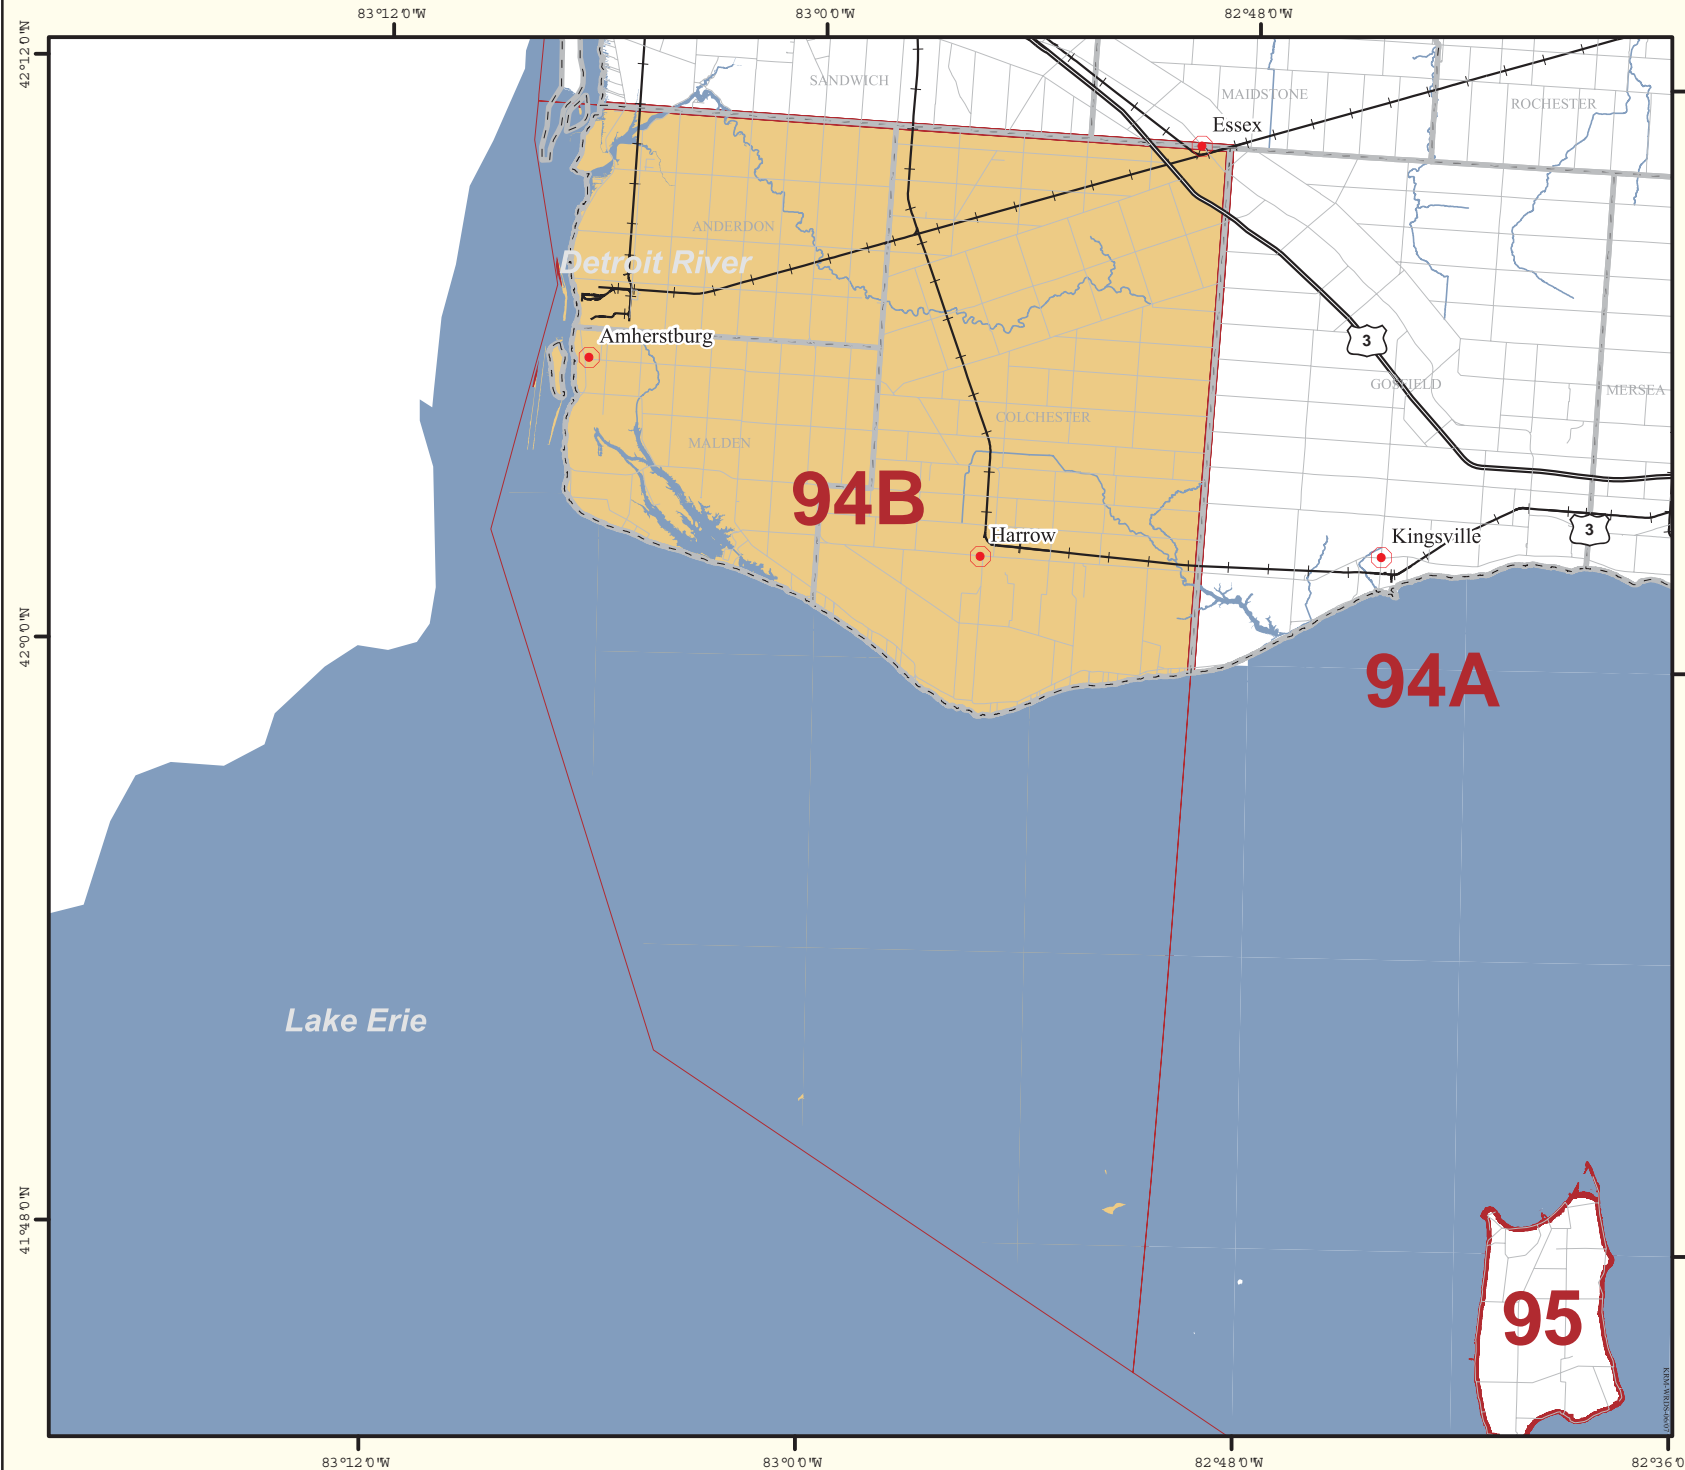 83°12'0"W
83°0'0"W
82°48'0"W
42°12'0"N
SANDWICH
MAIDSTONE
ROCHESTER
Essex
ANDERDON
Detroit River
Amherstburg
3
GOSFIELD
MERSEA
COLCHESTER
MALDEN
94B
Harrow
Kingsville
3
42°0'0"N
94A
Lake Erie
41°48'0"N
95
83°12'0"W
83°0'0"W
82°48'0"W
82°36'0